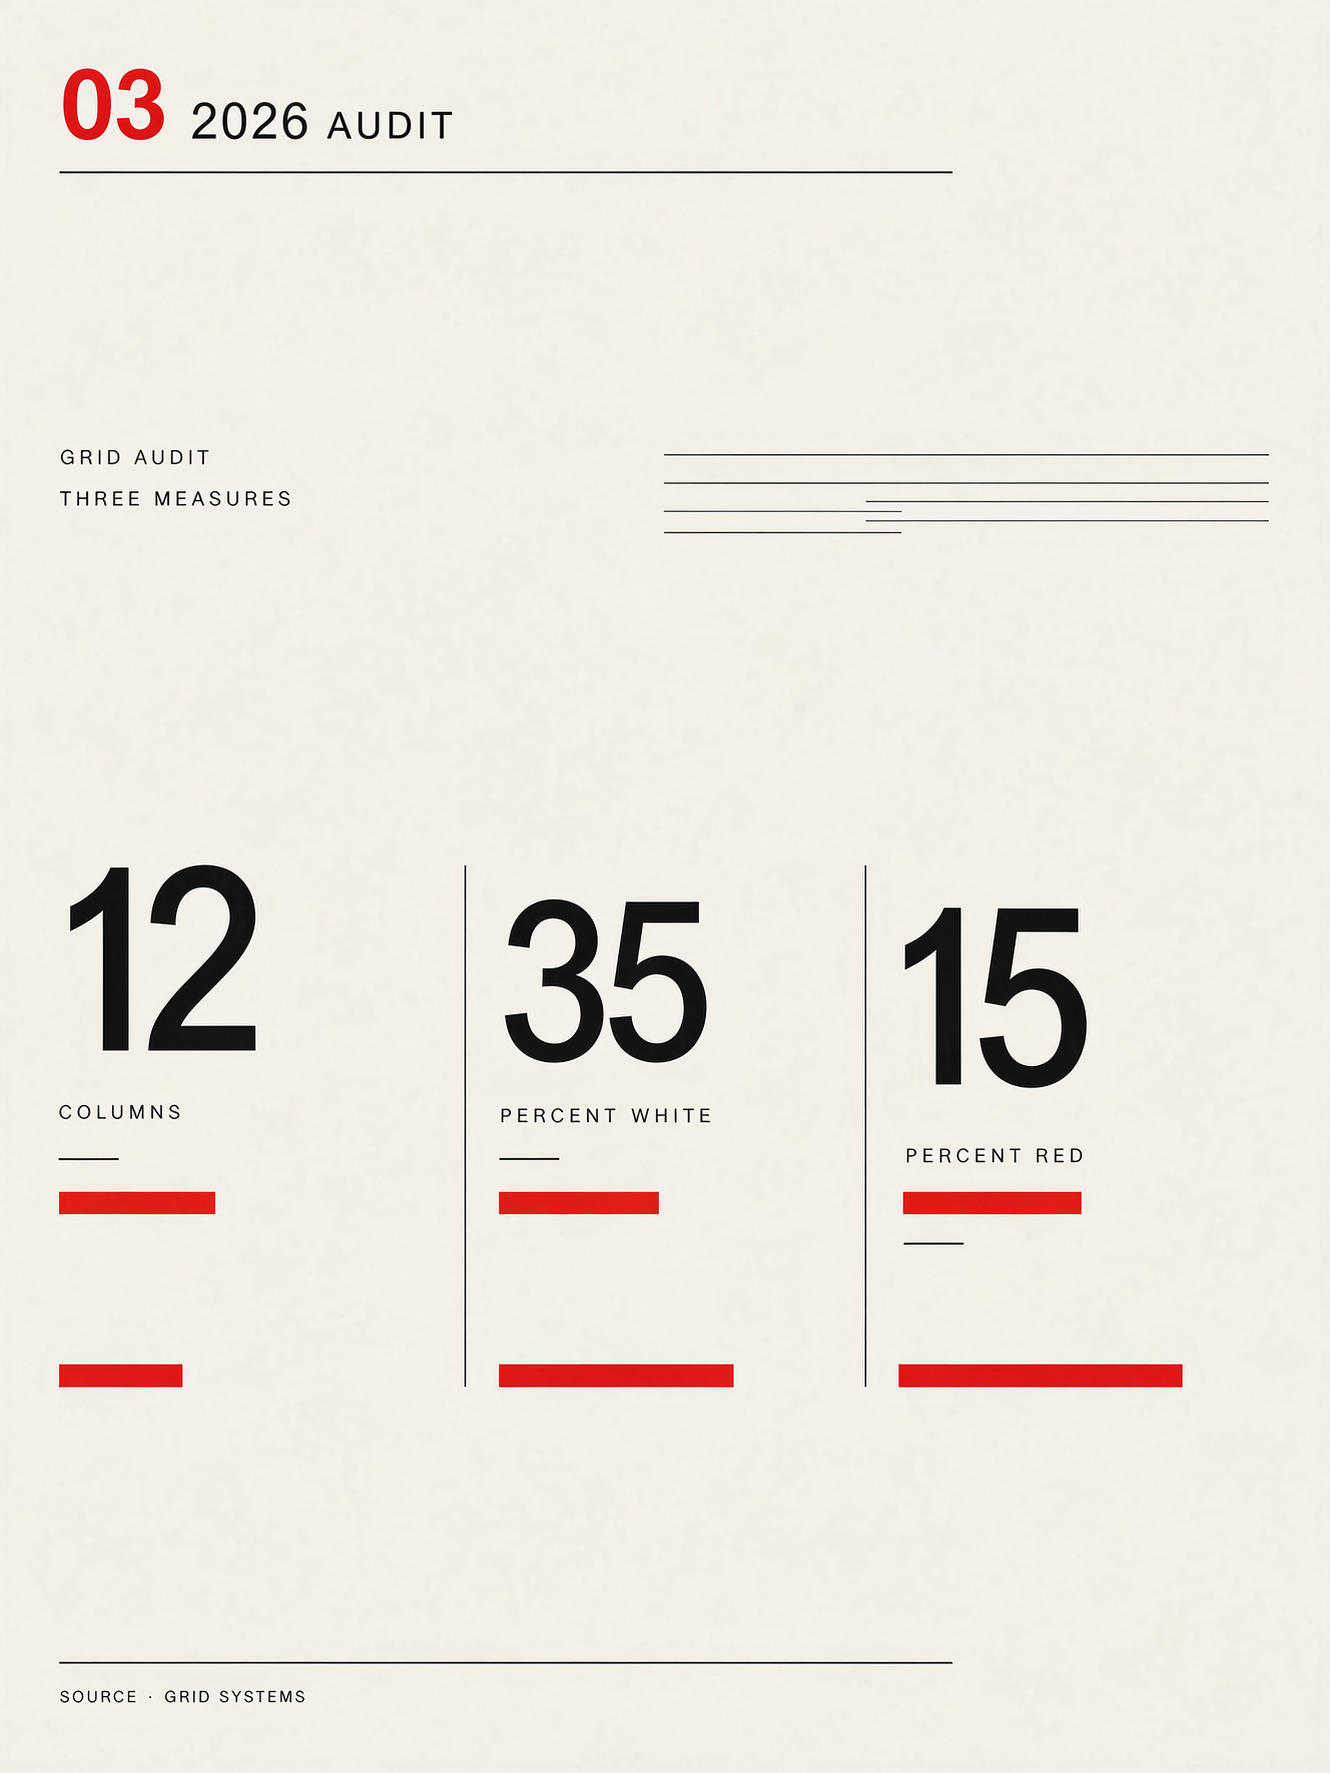 03 2026 AUDIT
GRID AUDIT
THREE MEASURES
12
COLUMNS
35
PERCENT WHITE
15
PERCENT RED
SOURCE · GRID SYSTEMS